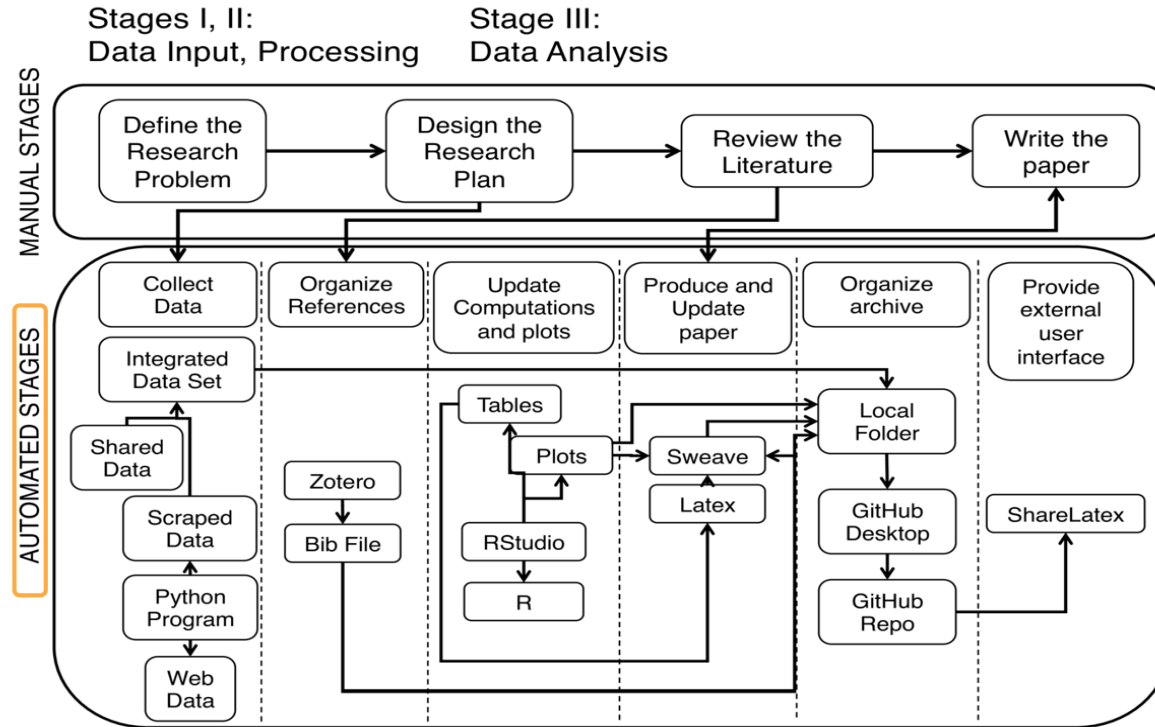 Stages I, II:
Data Input, Processing
Stage III:
Data Analysis
MANUAL STAGES
Define the
Research
Problem
Design the
Research
Plan
Review the
Literature
Write the
paper
AUTOMATED STAGES
Collect
Data
Organize
References
Update
Computations
and plots
Produce and
Update
paper
Organize
archive
Provide
external
user
interface
Integrated
Data Set
Shared
Data
Scraped
Data
Python
Program
Web
Data
Zotero
Bib File
Tables
Plots
RStudio
R
Sweave
Latex
Local
Folder
GitHub
Desktop
GitHub
Repo
ShareLatex